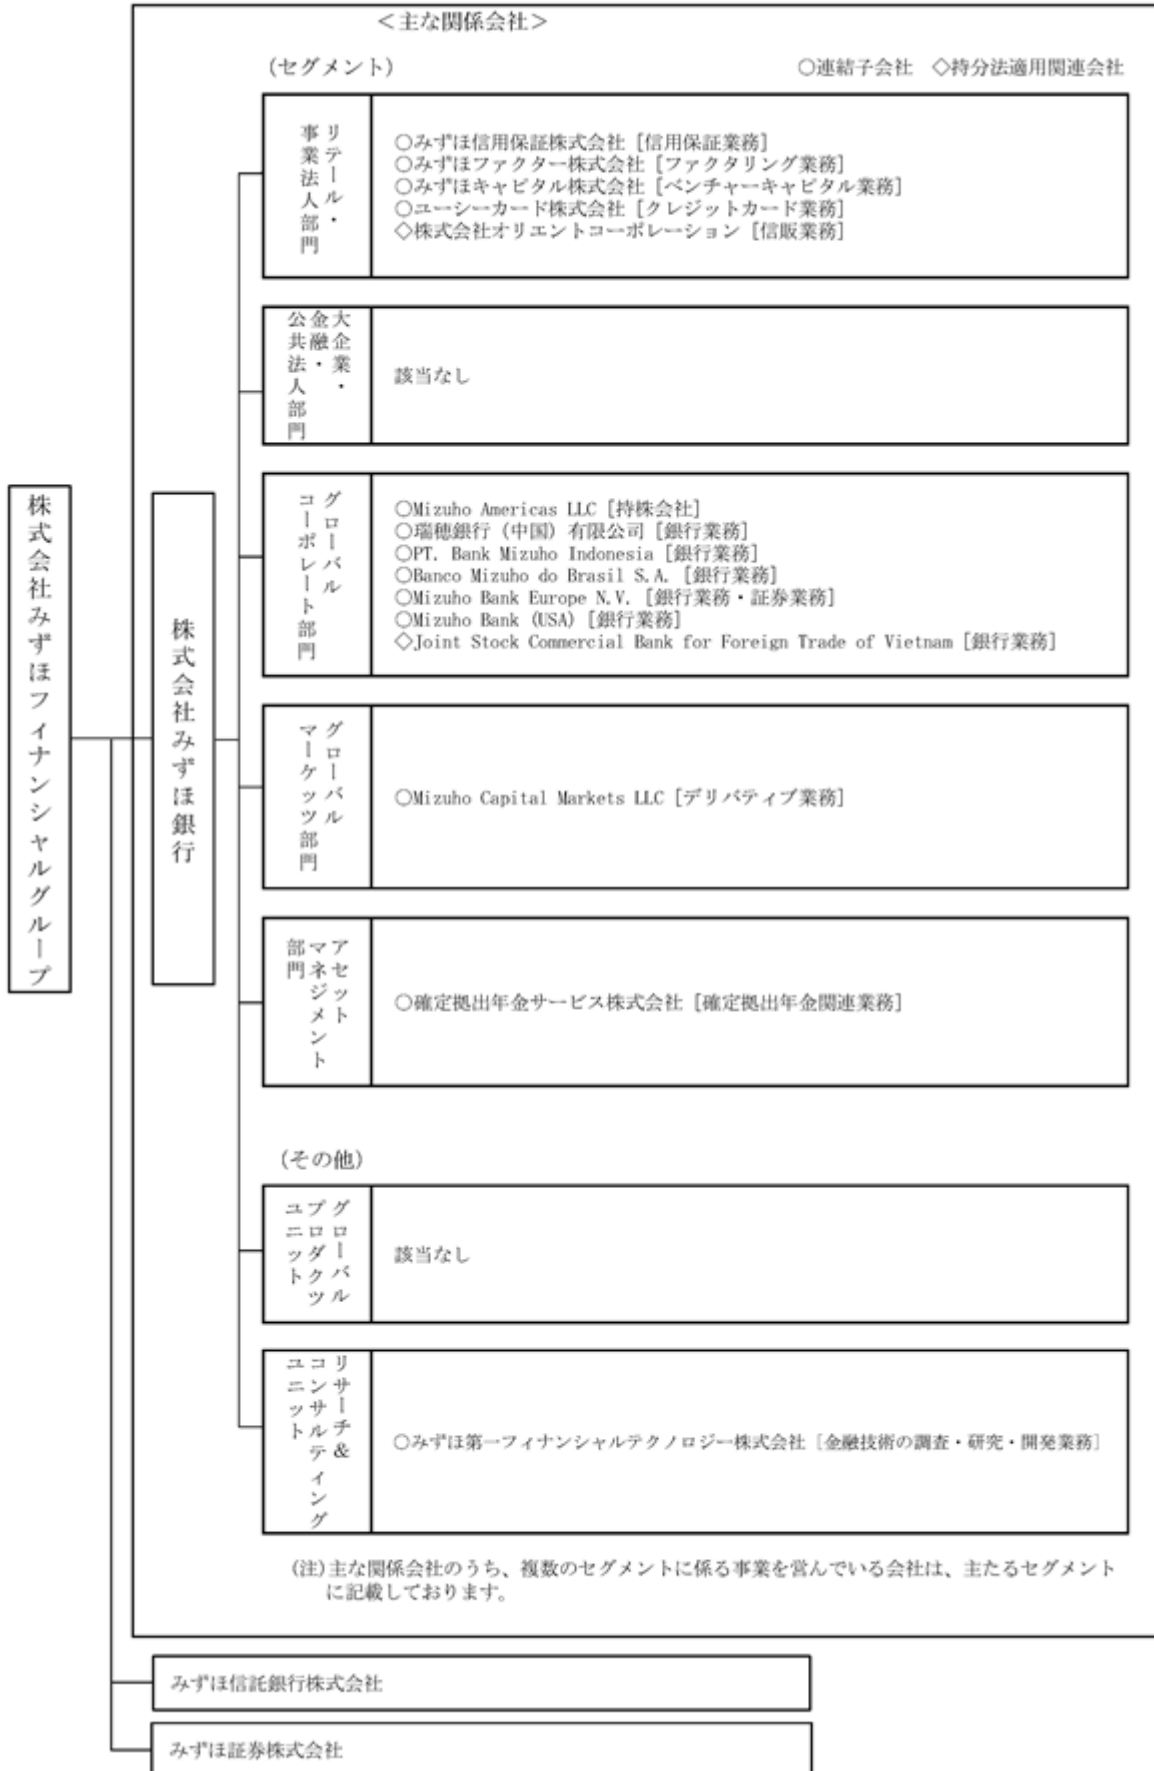 ＜主な関係会社＞
（セグメント）
○連結子会社　◇持分法適用関連会社
リテール・
事業法人部門
○みずほ信用保証株式会社［信用保証業務］
○みずほファクター株式会社［ファクタリング業務］
○みずほキャピタル株式会社［ベンチャーキャピタル業務］
○ユーシーカード株式会社［クレジットカード業務］
◇株式会社オリエントコーポレーション［信販業務］
大企業・
金融・
公共法人部門
該当なし
グローバル
コーポレート部門
○Mizuho Americas LLC［持株会社］
○瑞穂銀行（中国）有限公司［銀行業務］
○PT. Bank Mizuho Indonesia［銀行業務］
○Banco Mizuho do Brasil S.A.［銀行業務］
○Mizuho Bank Europe N.V.［銀行業務・証券業務］
○Mizuho Bank (USA)［銀行業務］
◇Joint Stock Commercial Bank for Foreign Trade of Vietnam［銀行業務］
株式会社みずほフィナンシャルグループ
株式会社みずほ銀行
グローバル
マーケッツ部門
○Mizuho Capital Markets LLC［デリバティブ業務］
アセット
マネジメント
部門
○確定拠出年金サービス株式会社［確定拠出年金関連業務］
（その他）
グローバル
プロダクツ
ユニット
該当なし
リサーチ&
コンサルティング
ユニット
○みずほ第一フィナンシャルテクノロジー株式会社［金融技術の調査・研究・開発業務］
（注）主な関係会社のうち、複数のセグメントに係る事業を営んでいる会社は、主たるセグメント
に記載しております。
みずほ信託銀行株式会社
みずほ証券株式会社